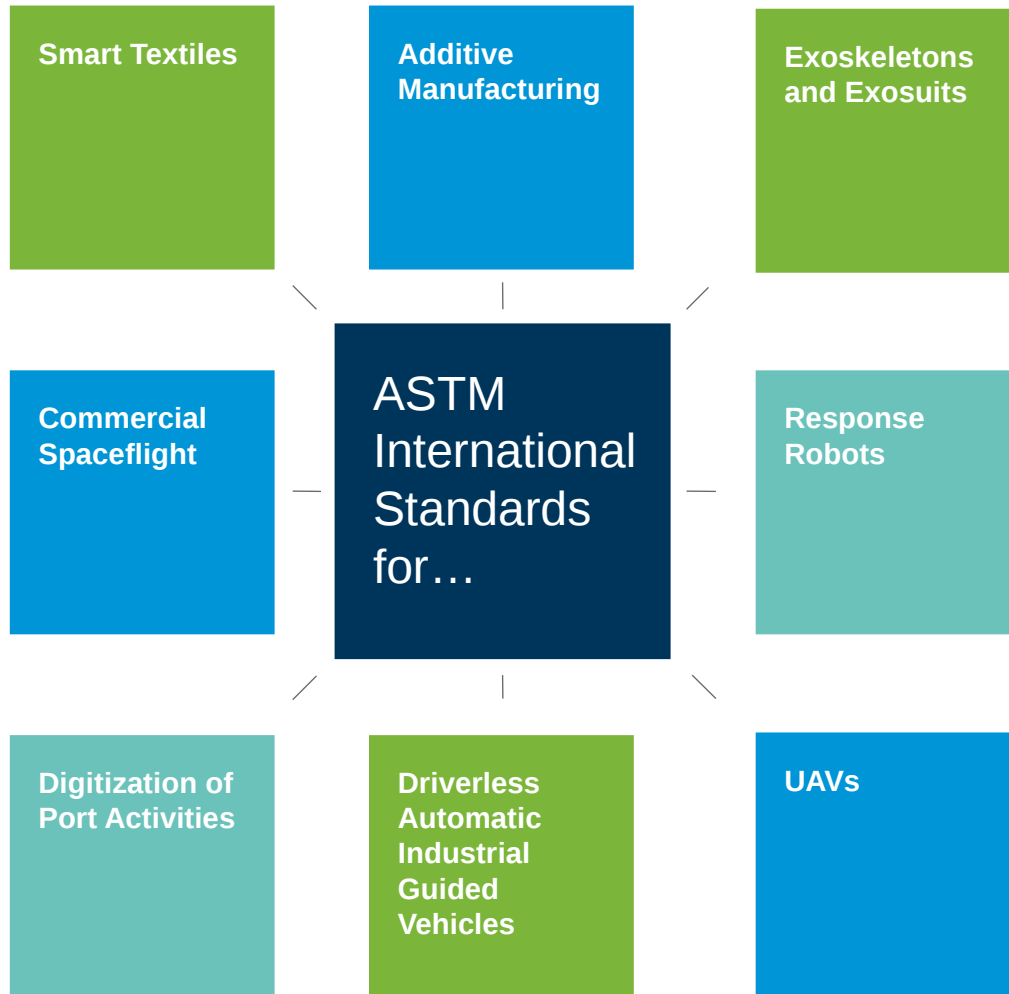 Smart Textiles
Additive
Manufacturing
Exoskeletons
and Exosuits
Commercial
Spaceflight
ASTM
International
Standards
for…
Response
Robots
Digitization of
Port Activities
Driverless
Automatic
Industrial
Guided
Vehicles
UAVs